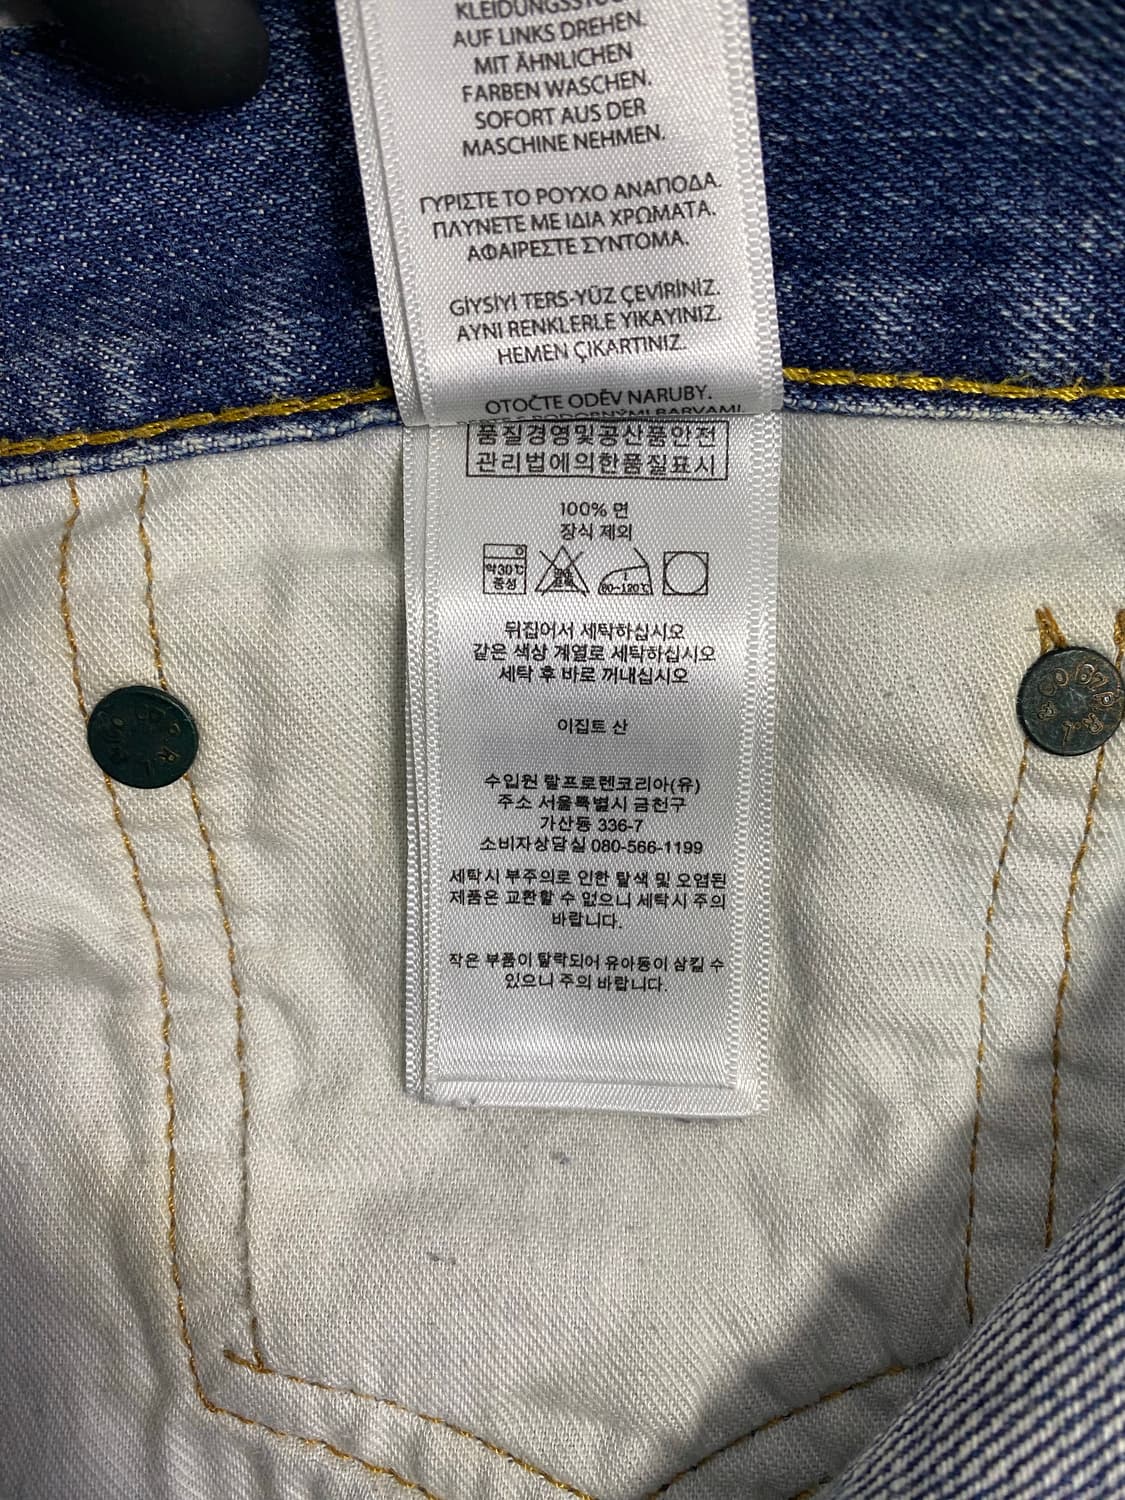 KLEIDUNGSSTÜCK
AUF LINKS DREHEN.
MIT ÄHNLICHEN
FARBEN WASCHEN.
SOFORT AUS DER
MASCHINE NEHMEN.
ΓΥΡΙΣΤΕ ΤΟ ΡΟΥΧΟ ΑΝΑΠΟΔΑ.
ΠΛΥΝΕΤΕ ΜΕ ΙΔΙΑ ΧΡΩΜΑΤΑ.
ΑΦΑΙΡΕΣΤΕ ΣΥΝΤΟΜΑ.
GİYSİYİ TERS-YÜZ ÇEVİRİNİZ.
AYNI RENKLERLE YIKAYINIZ.
HEMEN ÇIKARTINIZ.
OTOČTE ODĚV NARUBY.
품질경영및공산품안전
관리법에의한품질표시
100% 면
장식 제외
약30℃
중성
80~120℃
뒤집어서 세탁하십시오
같은 색상 계열로 세탁하십시오
세탁 후 바로 꺼내십시오
이집트 산
수입원 랄프로렌코리아(유)
주소 서울특별시 금천구
가산동 336-7
소비자상담실 080-566-1199
세탁시 부주의로 인한 탈색 및 오염된
제품은 교환할 수 없으니 세탁시 주의
바랍니다.
작은 부품이 탈락되어 유아동이 삼킬 수
있으니 주의 바랍니다.